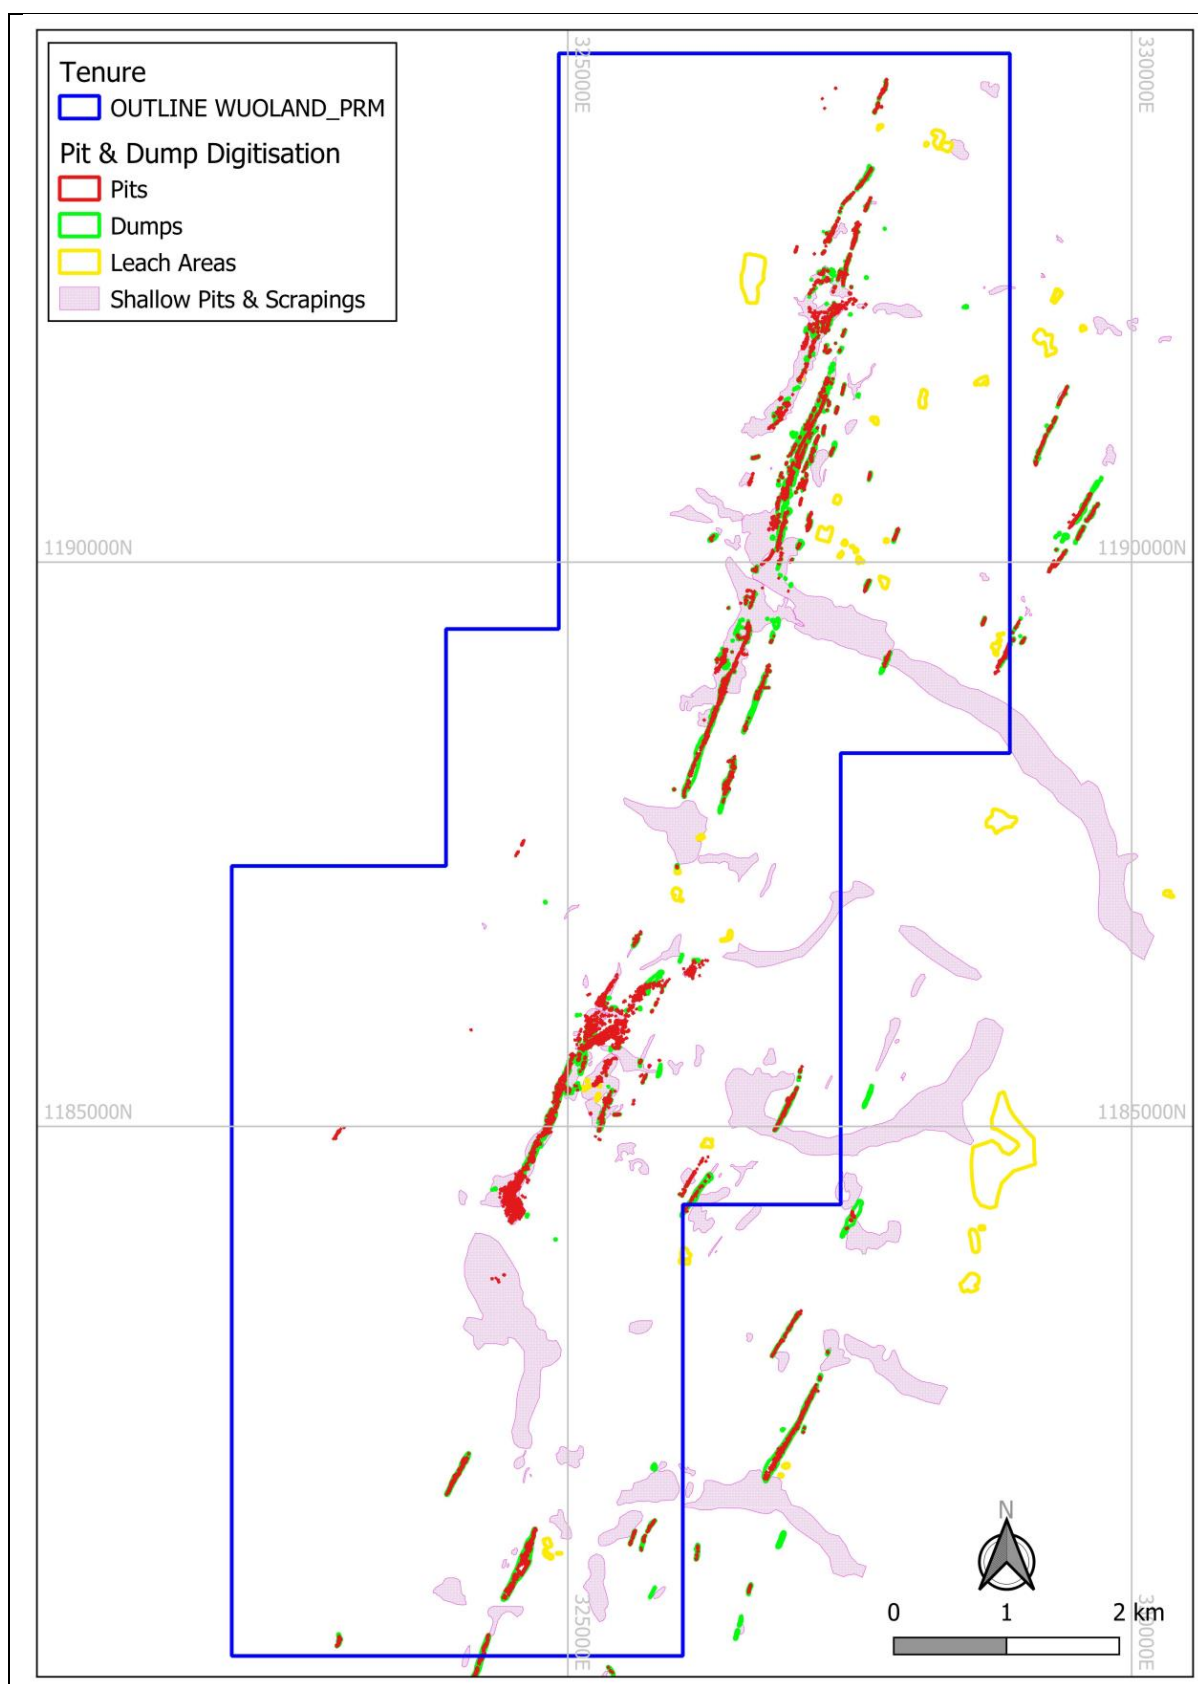 Tenure
OUTLINE WUOLAND_PRM
Pit & Dump Digitisation
Pits
Dumps
Leach Areas
Shallow Pits & Scrapings
325000E
330000E
1190000N
1190000N
1185000N
1185000N
325000E
330000E
N
0 1 2 km